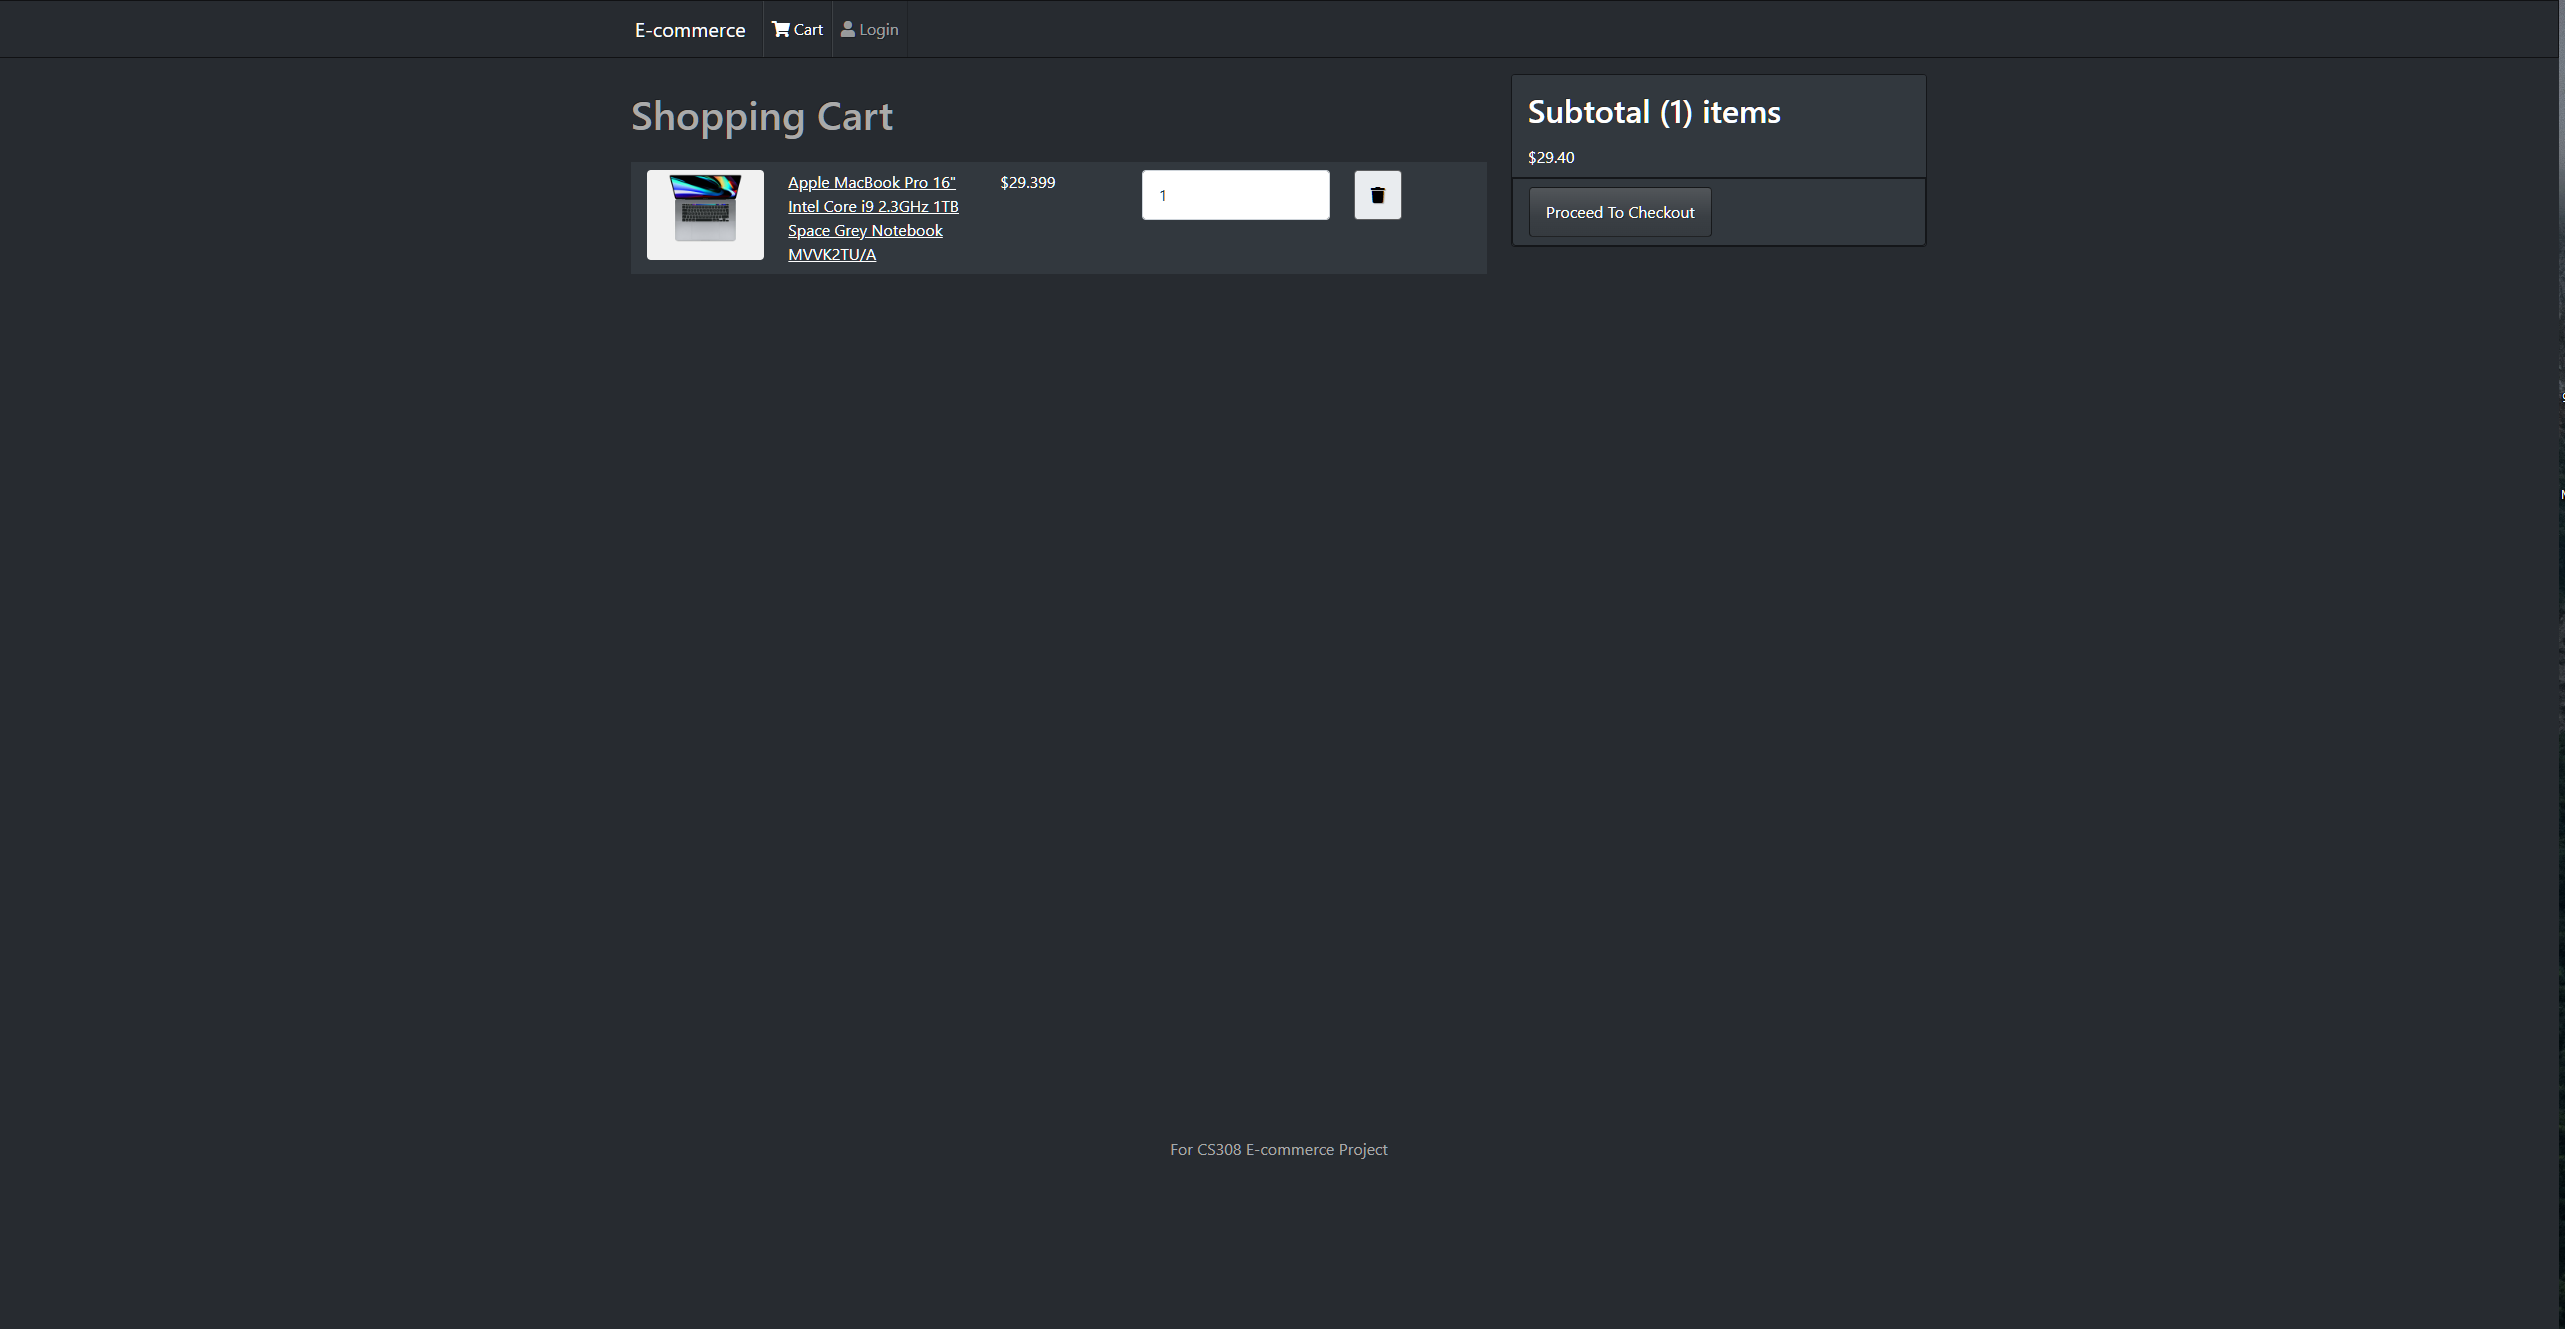 E-commerce
Cart
Login
Shopping Cart
Apple MacBook Pro 16"
Intel Core i9 2.3GHz 1TB
Space Grey Notebook
MVVK2TU/A
$29.399
1
Subtotal (1) items
$29.40
Proceed To Checkout
For CS308 E-commerce Project